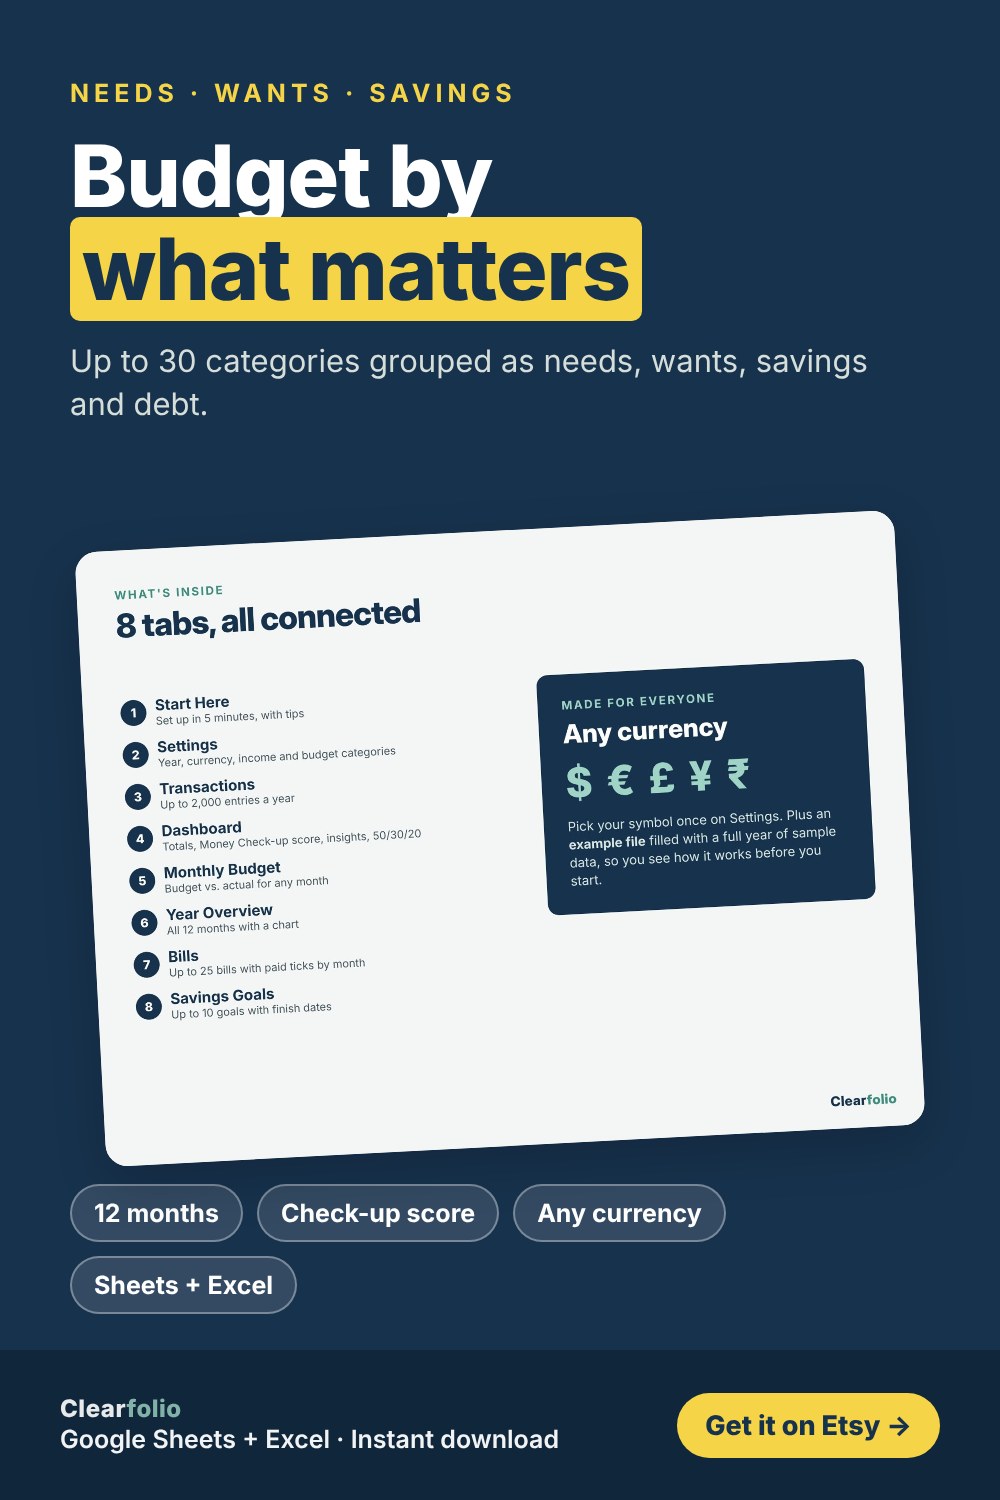 NEEDS · WANTS · SAVINGS
Budget by
what matters
Up to 30 categories grouped as needs, wants, savings
and debt.
WHAT'S INSIDE
8 tabs, all connected
1 Start Here
Set up in 5 minutes, with tips
2 Settings
Year, currency, income and budget categories
3 Transactions
Up to 2,000 entries a year
4 Dashboard
Totals, Money Check-up score, insights, 50/30/20
5 Monthly Budget
Budget vs. actual for any month
6 Year Overview
All 12 months with a chart
7 Bills
Up to 25 bills with paid ticks by month
8 Savings Goals
Up to 10 goals with finish dates
MADE FOR EVERYONE
Any currency
$ € £ ¥ ₹
Pick your symbol once on Settings. Plus an
example file filled with a full year of sample
data, so you see how it works before you
start.
Clearfolio
12 months
Check-up score
Any currency
Sheets + Excel
Clearfolio
Google Sheets + Excel · Instant download
Get it on Etsy →